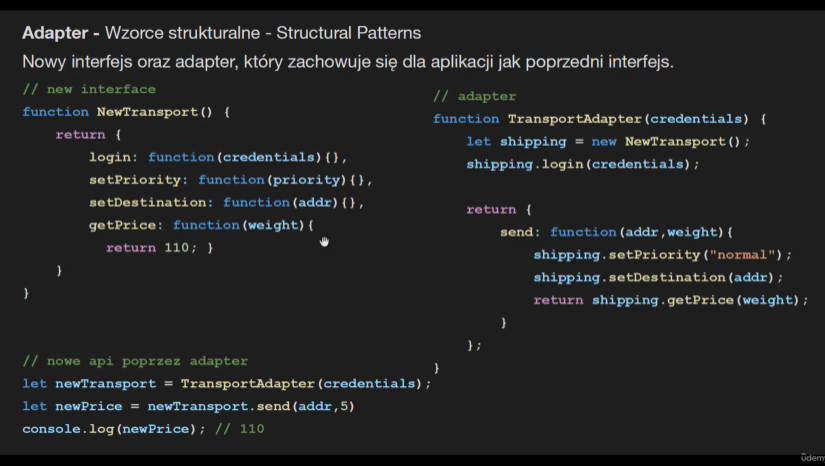 Adapter - Wzorce strukturalne - Structural Patterns
Nowy interfejs oraz adapter, który zachowuje się dla aplikacji jak poprzedni interfejs.
// new interface
function NewTransport() {
return {
login: function(credentials){},
setPriority: function(priority){},
setDestination: function(addr){},
getPrice: function(weight){
return 110; }
}
}
// nowe api poprzez adapter
let newTransport = TransportAdapter(credentials);
let newPrice = newTransport.send(addr,5)
console.log(newPrice); // 110
// adapter
function TransportAdapter(credentials) {
let shipping = new NewTransport();
shipping.login(credentials);
return {
send: function(addr,weight){
shipping.setPriority("normal");
shipping.setDestination(addr);
return shipping.getPrice(weight);
}
};
}